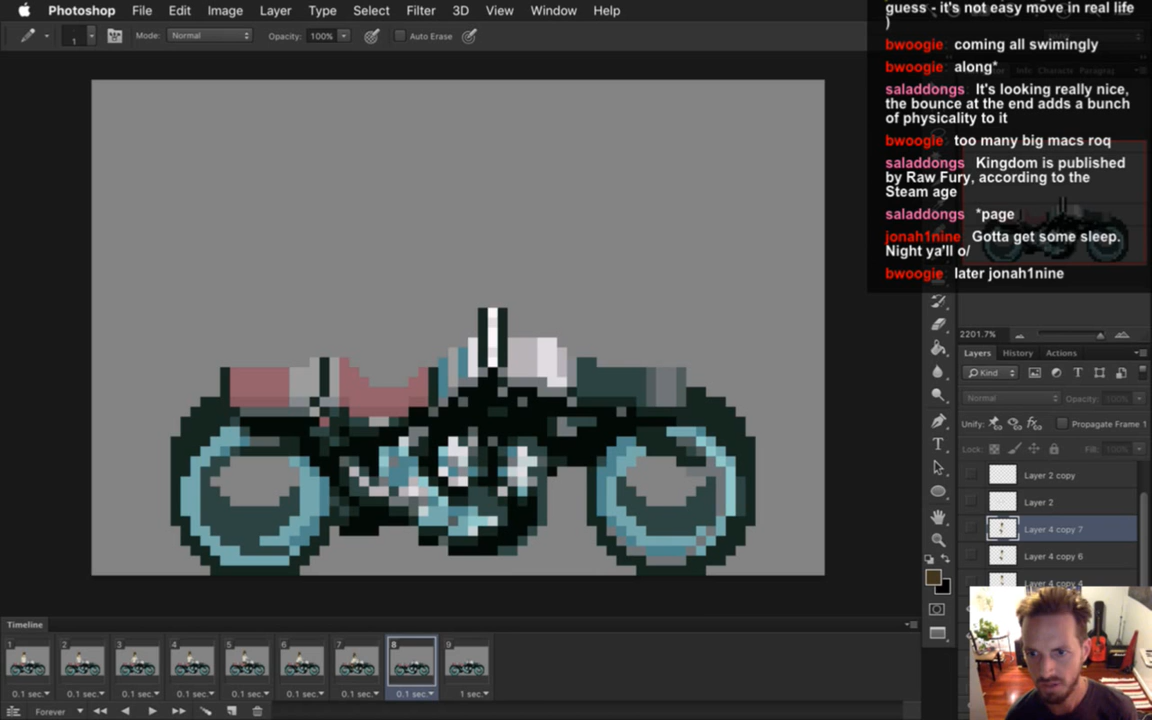 Photoshop File Edit Image Layer Type Select Filter 3D View Window Help
guess - it's not easy move in real life
)
1 Mode: Normal Opacity: 100% Auto Erase
bwoogie: coming all swimingly
bwoogie: along*
saladdongs It's looking really nice,
the bounce at the end adds a bunch
of physicality to it
bwoogie: too many big macs roq
saladdongs Kingdom is published
by Raw Fury, according to the
Steam age
saladdongs *page
jonah1nine Gotta get some sleep.
Night ya'll o/
bwoogie: later jonah1nine
2201.7%
Layers History Actions
Kind
Normal Opacity: 100%
Unify: Propagate Frame 1
Lock: Fill: 100%
Layer 2 copy
Layer 2
Layer 4 copy 7
Layer 4 copy 6
Layer 4 copy 4
Timeline
1 2 3 4 5 6 7 8 9
0.1 sec. 0.1 sec. 0.1 sec. 0.1 sec. 0.1 sec. 0.1 sec. 0.1 sec. 0.1 sec. 1 sec.
Forever